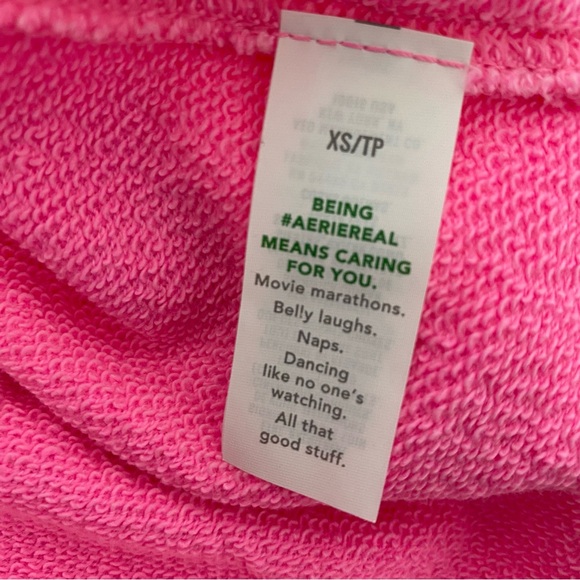 XS/TP
BEING
#AERIEREAL
MEANS CARING
FOR YOU.
Movie marathons.
Belly laughs.
Naps.
Dancing
like no one's
watching.
All that
good stuff.